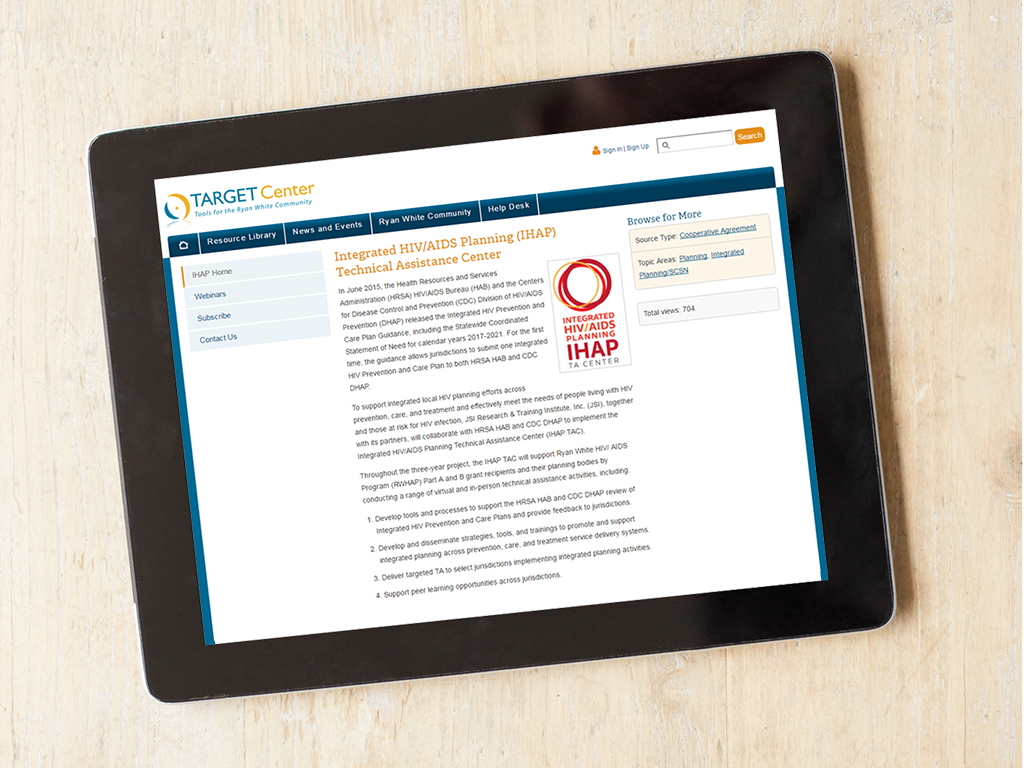 Sign In | Sign Up
Search
TARGET Center
Tools for the Ryan White Community
Resource Library
News and Events
Ryan White Community
Help Desk
IHAP Home
Webinars
Subscribe
Contact Us
Integrated HIV/AIDS Planning (IHAP)
Technical Assistance Center
In June 2015, the Health Resources and Services
Administration (HRSA) HIV/AIDS Bureau (HAB) and the Centers
for Disease Control and Prevention (CDC) Division of HIV/AIDS
Prevention (DHAP) released the Integrated HIV Prevention and
Care Plan Guidance, including the Statewide Coordinated
Statement of Need for calendar years 2017-2021. For the first
time, the guidance allows jurisdictions to submit one Integrated
HIV Prevention and Care Plan to both HRSA HAB and CDC
DHAP.
INTEGRATED
HIV/AIDS
PLANNING
IHAP
TA CENTER
To support integrated local HIV planning efforts across
prevention, care, and treatment and effectively meet the needs of people living with HIV
and those at risk for HIV infection, JSI Research & Training Institute, Inc. (JSI), together
with its partners, will collaborate with HRSA HAB and CDC DHAP to implement the
Integrated HIV/AIDS Planning Technical Assistance Center (IHAP TAC).
Throughout the three-year project, the IHAP TAC will support Ryan White HIV/ AIDS
Program (RWHAP) Part A and B grant recipients and their planning bodies by
conducting a range of virtual and in-person technical assistance activities, including:
1. Develop tools and processes to support the HRSA HAB and CDC DHAP review of
Integrated HIV Prevention and Care Plans and provide feedback to jurisdictions.
2. Develop and disseminate strategies, tools, and trainings to promote and support
integrated planning across prevention, care, and treatment service delivery systems.
3. Deliver targeted TA to select jurisdictions implementing integrated planning activities.
4. Support peer learning opportunities across jurisdictions.
Browse for More
Source Type: Cooperative Agreement
Topic Areas: Planning, Integrated
Planning/SCSN
Total views: 704